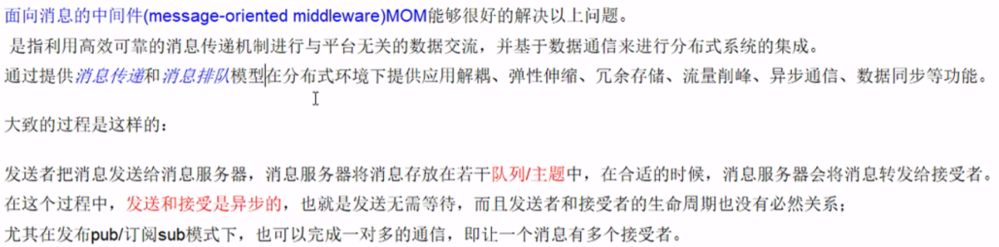 面向消息的中间件(message-oriented middleware)MOM能够很好的解决以上问题。
是指利用高效可靠的消息传递机制进行与平台无关的数据交流，并基于数据通信来进行分布式系统的集成。
通过提供消息传递和消息排队模型在分布式环境下提供应用解耦、弹性伸缩、冗余存储、流量削峰、异步通信、数据同步等功能。
大致的过程是这样的：
发送者把消息发送给消息服务器，消息服务器将消息存放在若干队列/主题中，在合适的时候，消息服务器会将消息转发给接受者。
在这个过程中，发送和接受是异步的，也就是发送无需等待，而且发送者和接受者的生命周期也没有必然关系；
尤其在发布pub/订阅sub模式下，也可以完成一对多的通信，即让一个消息有多个接受者。